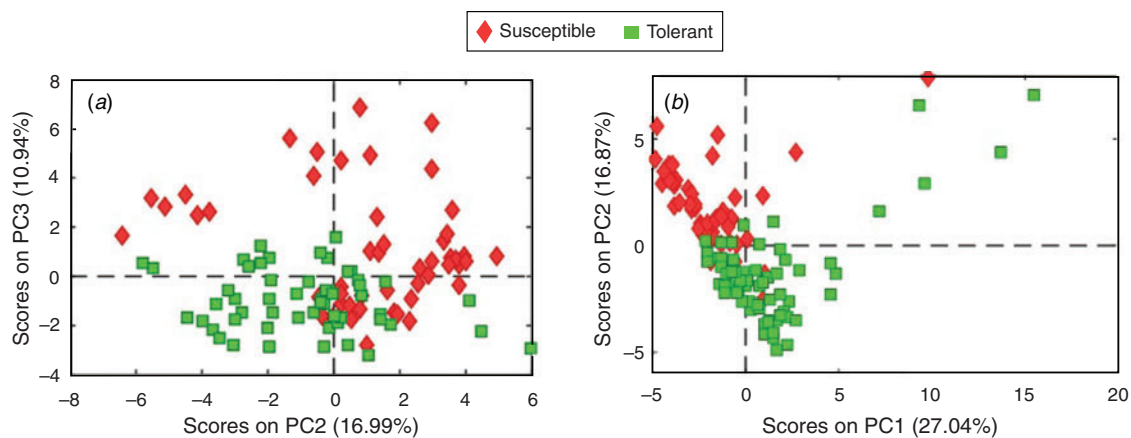 Susceptible Tolerant
(a)
8
6
4
2
0
–2
–4
–8 –6 –4 –2 0 2 4 6
Scores on PC3 (10.94%)
Scores on PC2 (16.99%)
(b)
5
0
–5
–5 0 5 10 15 20
Scores on PC2 (16.87%)
Scores on PC1 (27.04%)